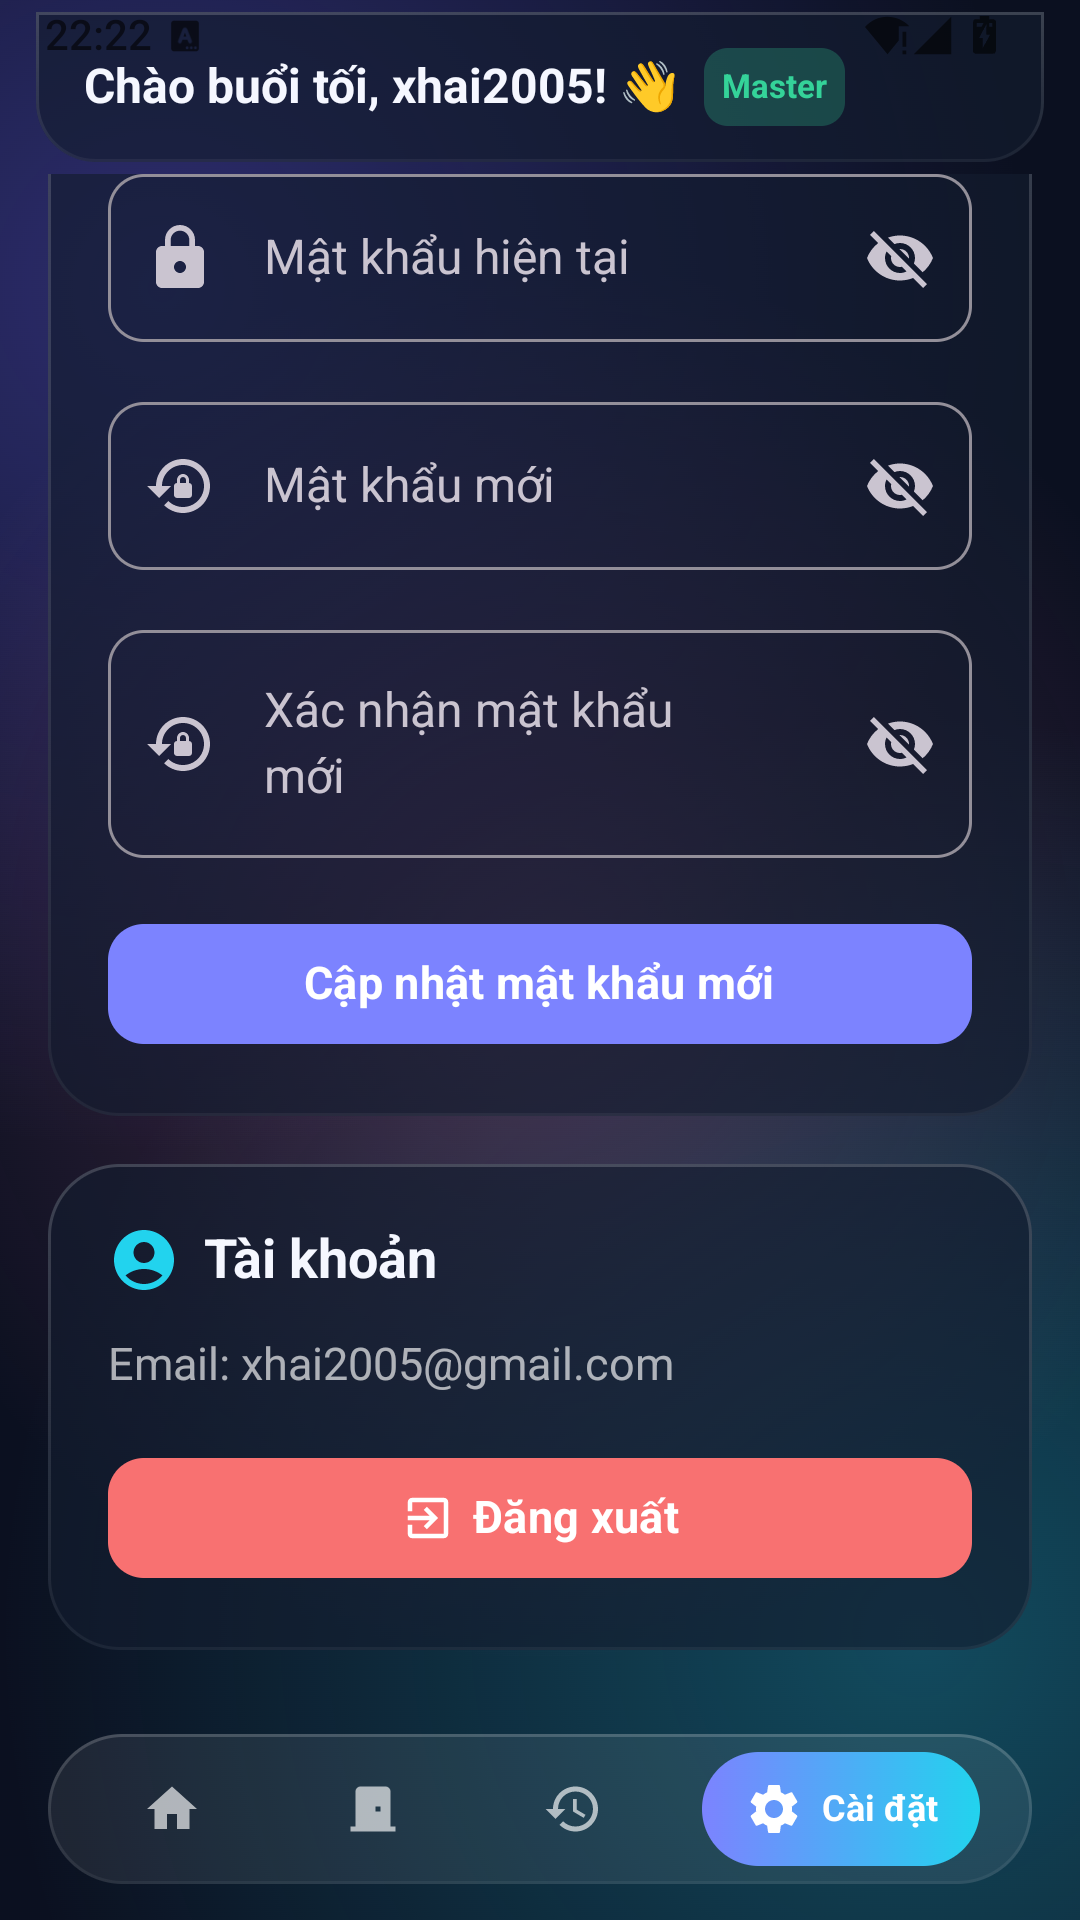 22:22
Chào buổi tối, xhai2005! 👋 Master
Mật khẩu hiện tại
Mật khẩu mới
Xác nhận mật khẩu
mới
Cập nhật mật khẩu mới
Tài khoản
Email: xhai2005@gmail.com
Đăng xuất
Cài đặt